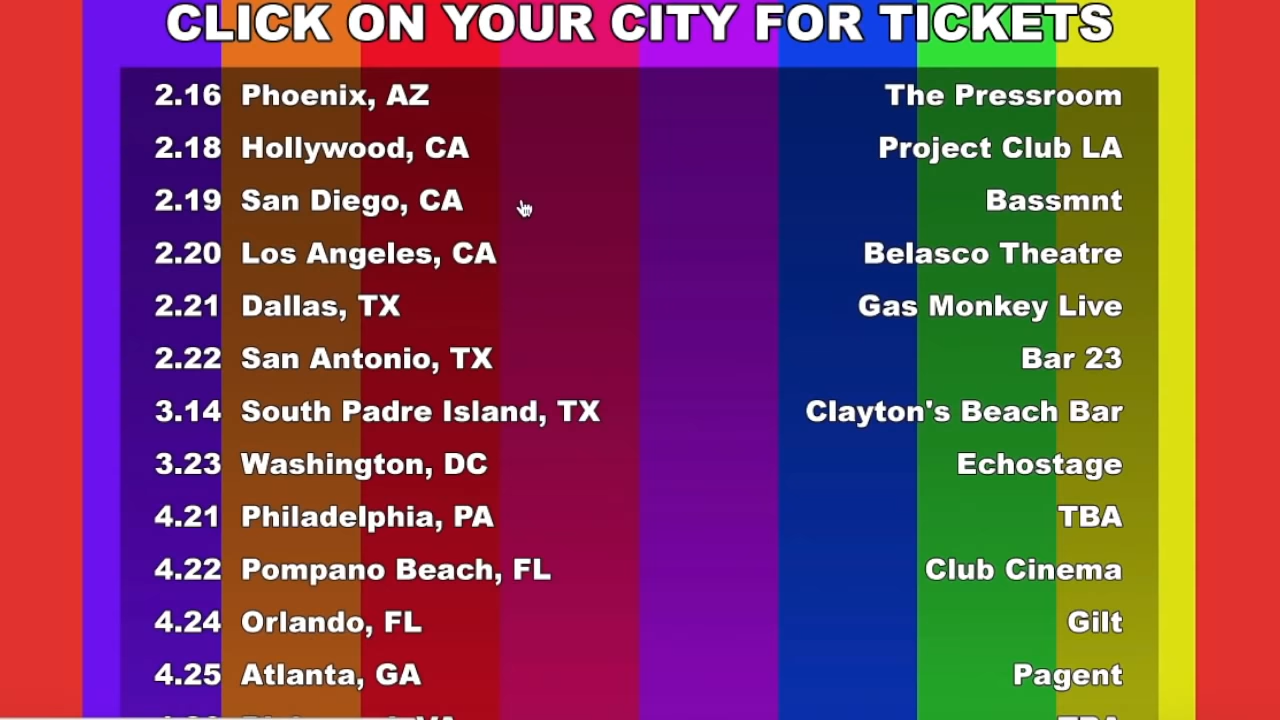 CLICK ON YOUR CITY FOR TICKETS
2.16 Phoenix, AZ The Pressroom
2.18 Hollywood, CA Project Club LA
2.19 San Diego, CA Bassmnt
2.20 Los Angeles, CA Belasco Theatre
2.21 Dallas, TX Gas Monkey Live
2.22 San Antonio, TX Bar 23
3.14 South Padre Island, TX Clayton's Beach Bar
3.23 Washington, DC Echostage
4.21 Philadelphia, PA TBA
4.22 Pompano Beach, FL Club Cinema
4.24 Orlando, FL Gilt
4.25 Atlanta, GA Pagent